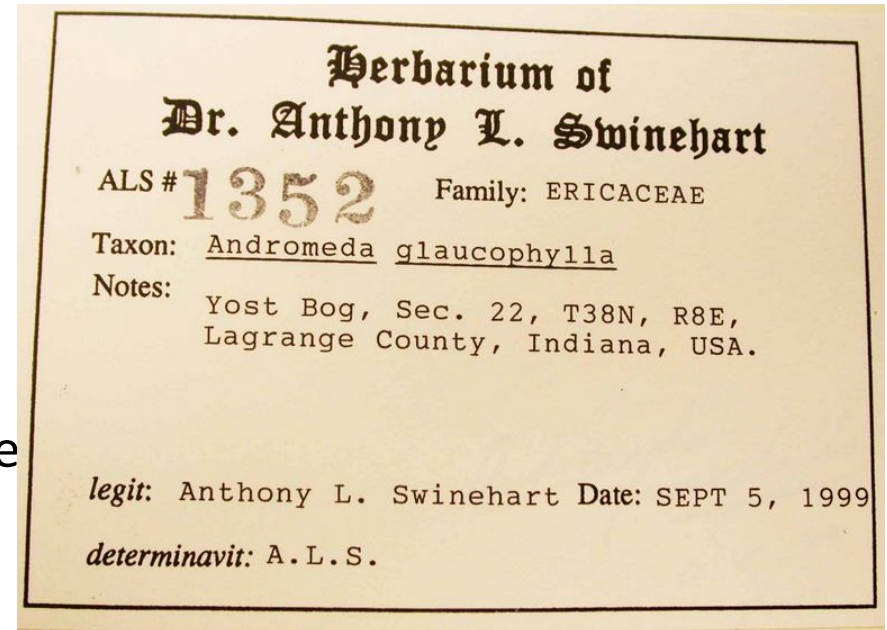 Herbarium of
Dr. Anthony L. Swinehart
ALS # 1352 Family: ERICACEAE
Taxon: Andromeda glaucophylla
Notes:
Yost Bog, Sec. 22, T38N, R8E,
Lagrange County, Indiana, USA.
e
legit: Anthony L. Swinehart Date: SEPT 5, 1999
determinavit: A.L.S.